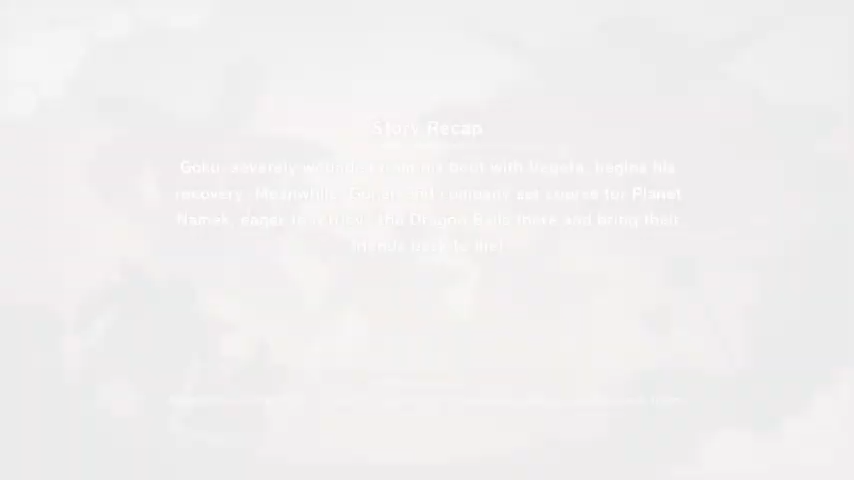 Story Recap
Goku, severely wounded from his bout with Vegeta, begins his
recovery. Meanwhile, Gohan and company set course for Planet
Namek, eager to retrieve the Dragon Balls there and bring their
friends back to life!